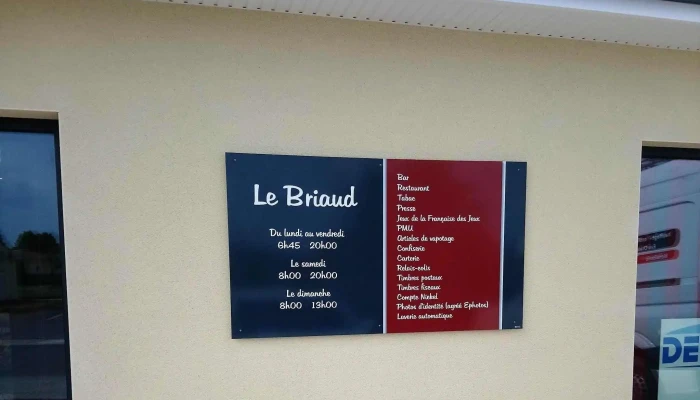 Le Briaud
Du lundi au vendredi
6h45 20h00
Le samedi
8h00 20h00
Le dimanche
8h00 13h00
Bar
Restaurant
Tabac
Presse
Jeux de la Française des Jeux
PMU
Articles de vapotage
Confiserie
Carterie
Relais-colis
Timbres postaux
Timbres fiscaux
Compte Nickel
Photos d'identité (agréé Ephotos)
Laverie automatique
DE